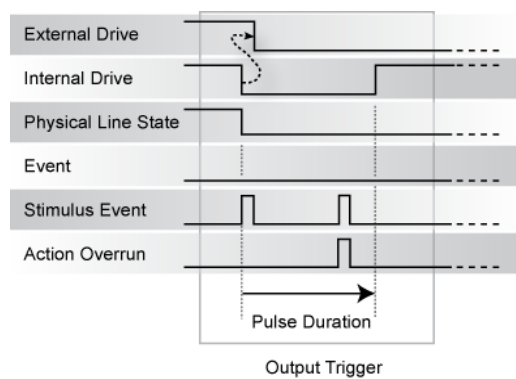 External Drive
Internal Drive
Physical Line State
Event
Stimulus Event
Action Overrun
Pulse Duration
Output Trigger